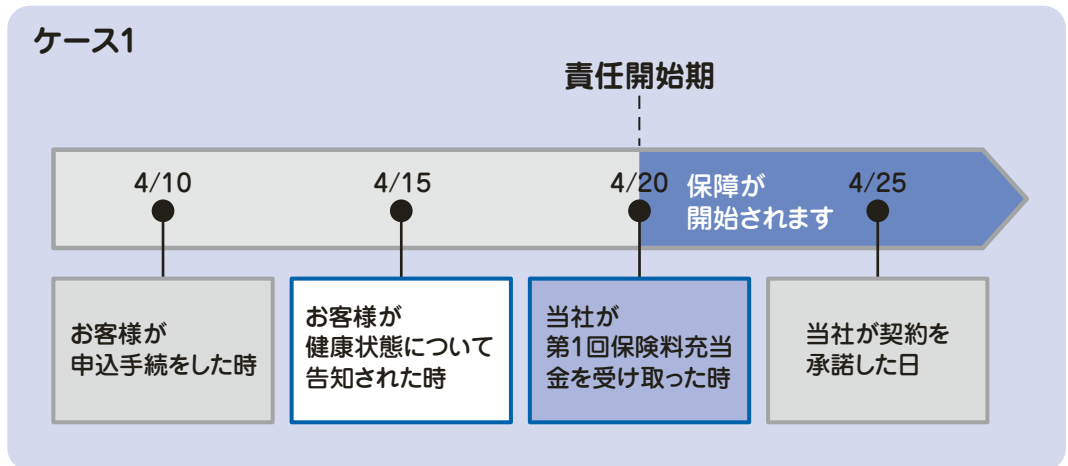 ケース1
責任開始期
4/10
4/15
4/20
保障が
開始されます
4/25
お客様が
申込手続をした時
お客様が
健康状態について
告知された時
当社が
第1回保険料充当
金を受け取った時
当社が契約を
承諾した日